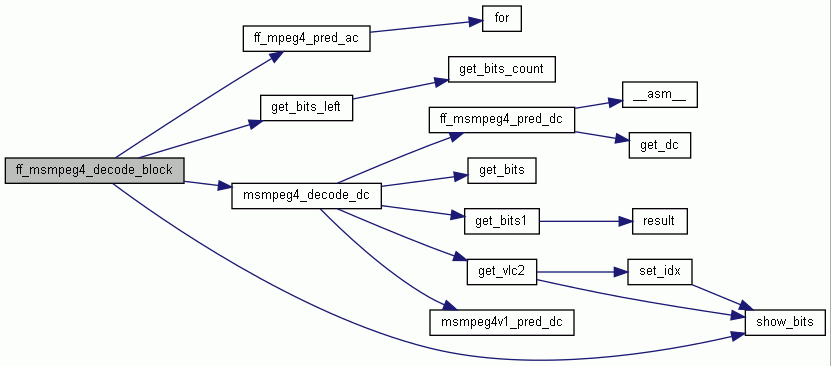 for
ff_mpeg4_pred_ac
get_bits_count
get_bits_left
__asm__
ff_msmpeg4_pred_dc
get_dc
ff_msmpeg4_decode_block
get_bits
msmpeg4_decode_dc
get_bits1
result
get_vlc2
set_idx
msmpeg4v1_pred_dc
show_bits